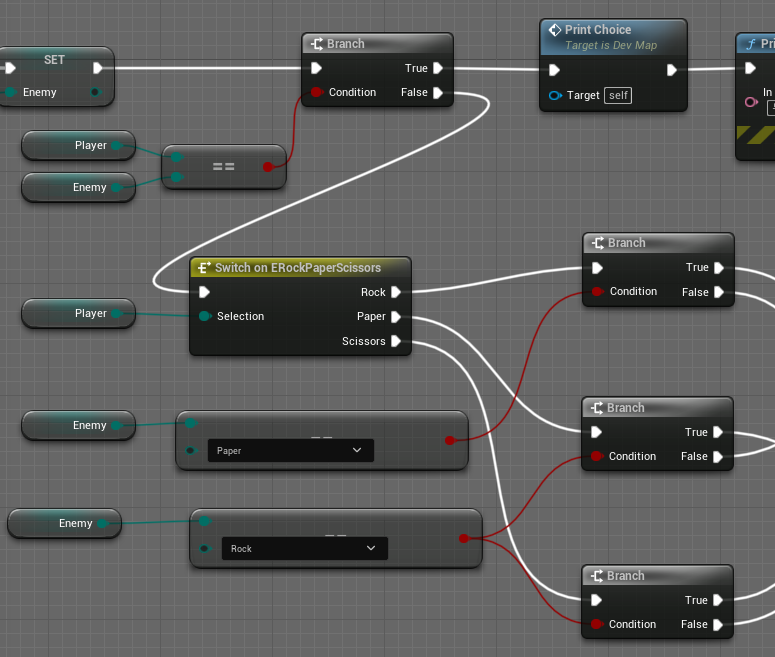 SET
Enemy
Branch
True
Condition
False
Print Choice
Target is Dev Map
Target self
In
Player
Enemy
==
Switch on ERockPaperScissors
Rock
Selection
Paper
Scissors
Player
Branch
True
Condition
False
Enemy
==
Paper
Branch
True
Condition
False
Enemy
==
Rock
Branch
True
Condition
False